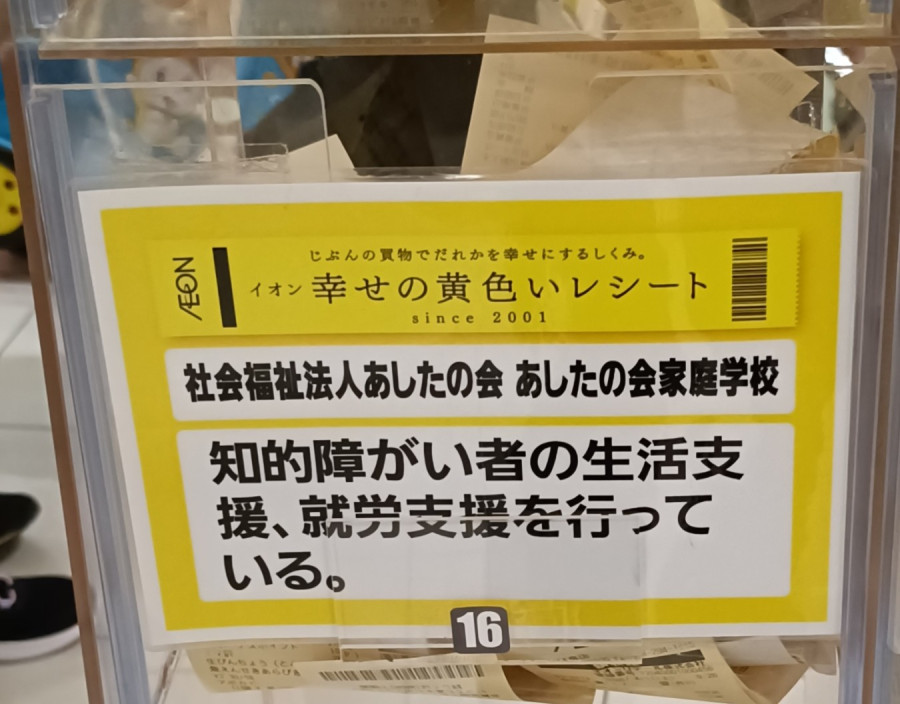 ÆON
じぶんの買物でだれかを幸せにするしくみ。
イオン 幸せの黄色いレシート
since 2001
社会福祉法人あしたの会 あしたの会家庭学校
知的障がい者の生活支
援、就労支援を行って
いる。
16